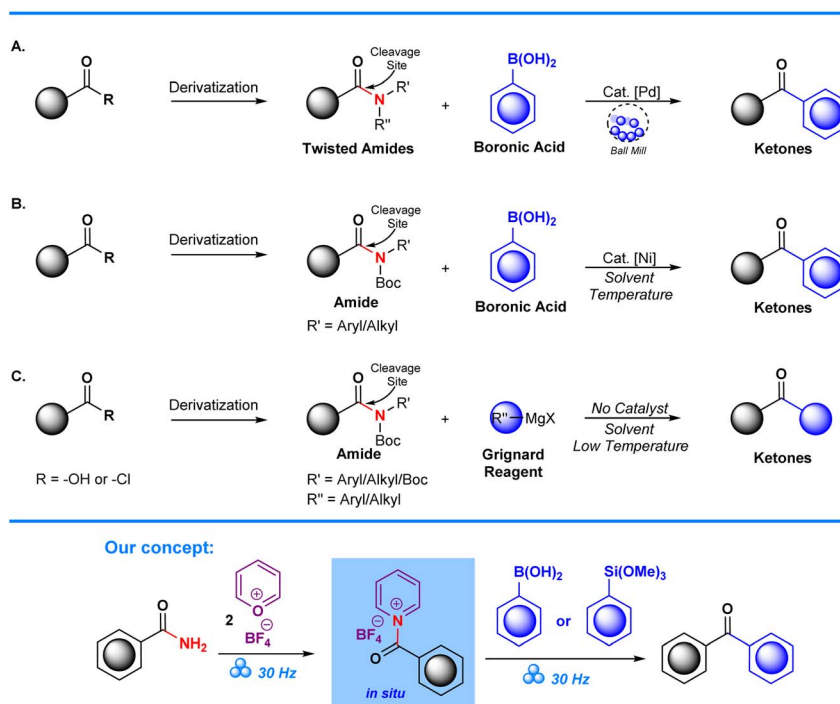 A.
O
R
Derivatization
Cleavage
Site
O
R'
N
R''
Twisted Amides
+
B(OH)2
Boronic Acid
Cat. [Pd]
Ball Mill
O
Ketones
B.
O
R
Derivatization
Cleavage
Site
O
R'
N
Boc
Amide
R' = Aryl/Alkyl
+
B(OH)2
Boronic Acid
Cat. [Ni]
Solvent
Temperature
O
Ketones
C.
O
R
R = -OH or -Cl
Derivatization
Cleavage
Site
O
R'
N
Boc
Amide
R' = Aryl/Alkyl/Boc
R'' = Aryl/Alkyl
+
R'' MgX
Grignard
Reagent
No Catalyst
Solvent
Low Temperature
O
Ketones
Our concept:
O
NH2
2
O
+
−
BF4
30 Hz
+
N
−
BF4
O
in situ
B(OH)2
or
Si(OMe)3
30 Hz
O